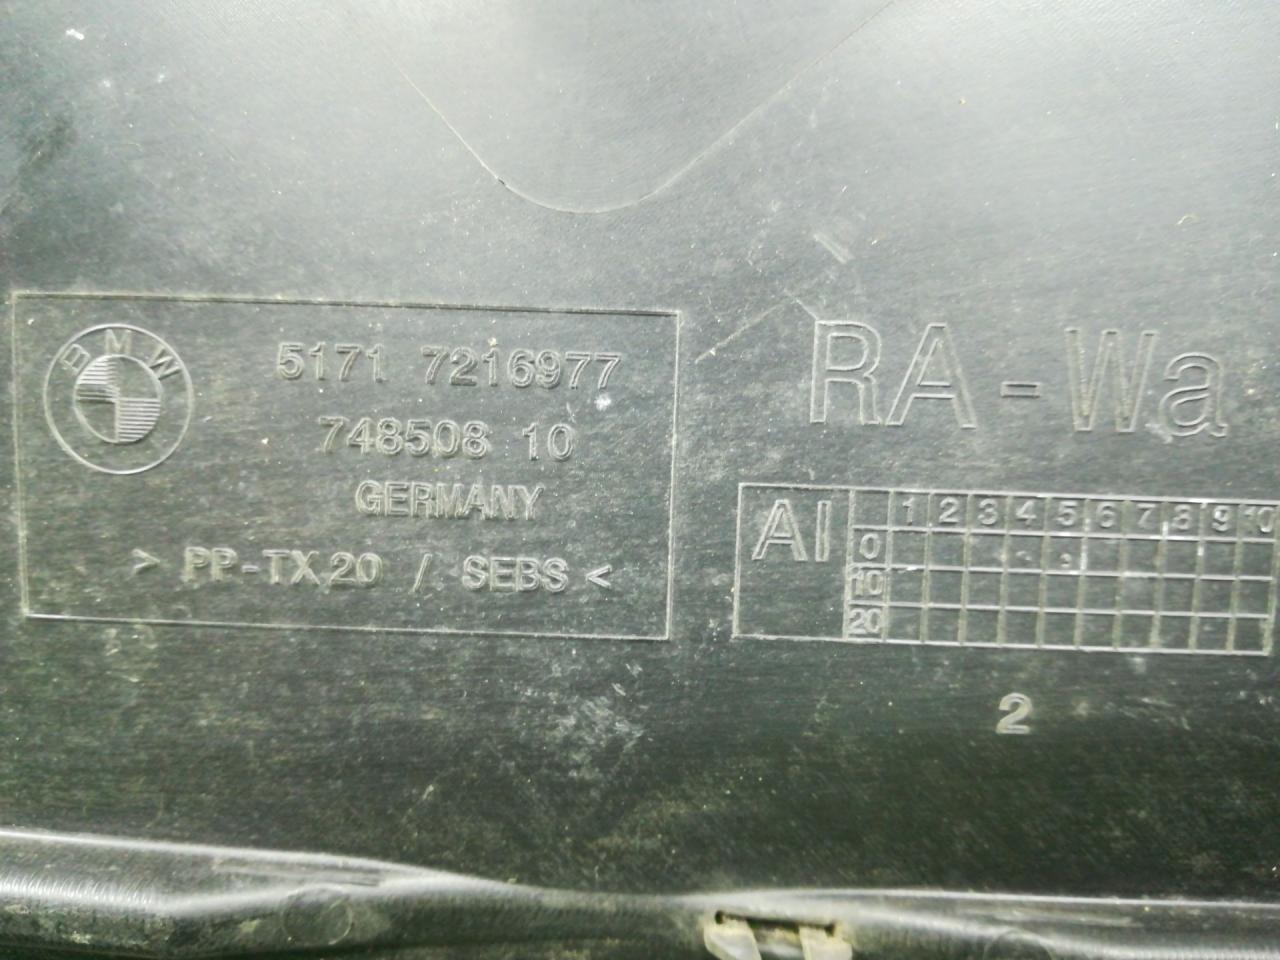 BMW
5171 7216977
748508 10
GERMANY
> PP-TX20 / SEBS <
RA-Wa
AI
1 2 3 4 5 6 7 8 9 10
0
10
20
2